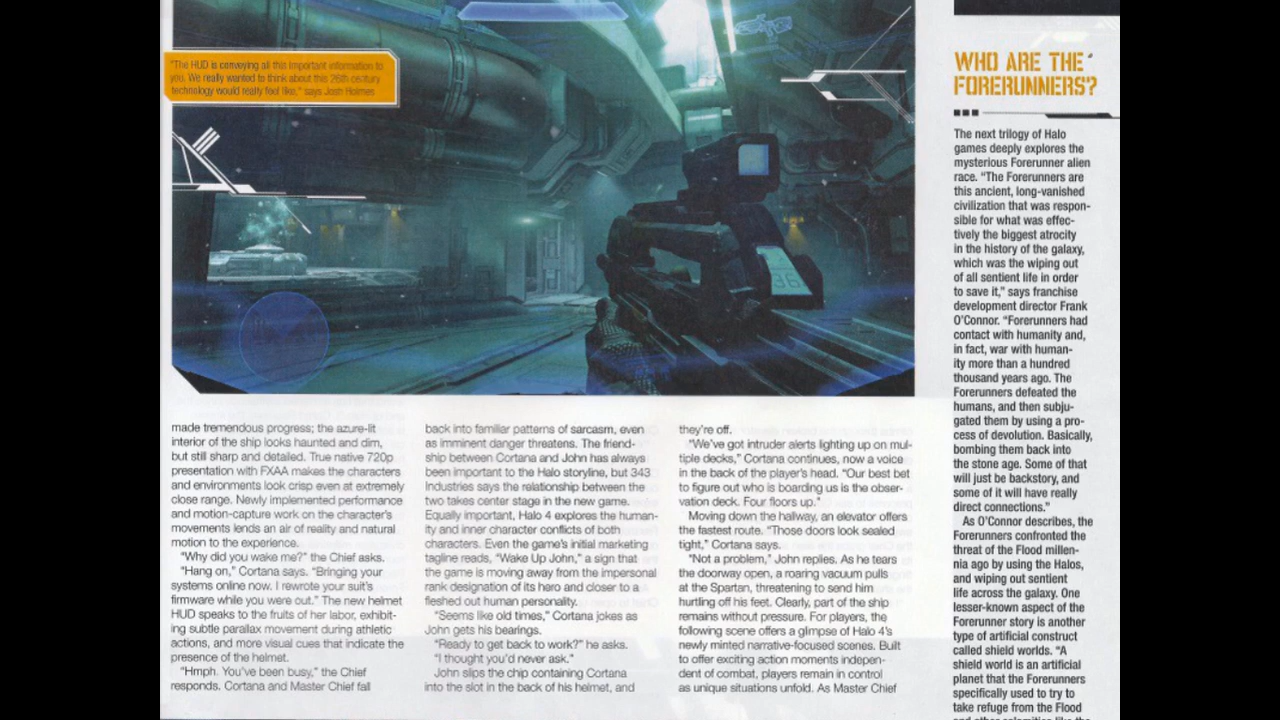 "The HUD is conveying all this important information to
you. We really wanted to think about this 26th century
technology would really feel like," says Josh Holmes
36
made tremendous progress; the azure-lit
interior of the ship looks haunted and dim,
but still sharp and detailed. True native 720p
presentation with FXAA makes the characters
and environments look crisp even at extremely
close range. Newly implemented performance
and motion-capture work on the character's
movements lends an air of reality and natural
motion to the experience.
"Why did you wake me?" the Chief asks.
"Hang on," Cortana says. "Bringing your
systems online now. I rewrote your suit's
firmware while you were out." The new helmet
HUD speaks to the fruits of her labor, exhibit-
ing subtle parallax movement during athletic
actions, and more visual cues that indicate the
presence of the helmet.
"Hmph. You've been busy," the Chief
responds. Cortana and Master Chief fall
back into familiar patterns of sarcasm, even
as imminent danger threatens. The friend-
ship between Cortana and John has always
been important to the Halo storyline, but 343
Industries says the relationship between the
two takes center stage in the new game.
Equally important, Halo 4 explores the human-
ity and inner character conflicts of both
characters. Even the game's initial marketing
tagline reads, "Wake Up John," a sign that
the game is moving away from the impersonal
rank designation of its hero and closer to a
fleshed out human personality.
"Seems like old times," Cortana jokes as
John gets his bearings.
"Ready to get back to work?" he asks.
"I thought you'd never ask."
John slips the chip containing Cortana
into the slot in the back of his helmet, and
they're off.
"We've got intruder alerts lighting up on mul-
tiple decks," Cortana continues, now a voice
in the back of the player's head. "Our best bet
to figure out who is boarding us is the obser-
vation deck. Four floors up."
Moving down the hallway, an elevator offers
the fastest route. "Those doors look sealed
tight," Cortana says.
"Not a problem," John replies. As he tears
the doorway open, a roaring vacuum pulls
at the Spartan, threatening to send him
hurtling off his feet. Clearly, part of the ship
remains without pressure. For players, the
following scene offers a glimpse of Halo 4's
newly minted narrative-focused scenes. Built
to offer exciting action moments indepen-
dent of combat, players remain in control
as unique situations unfold. As Master Chief
WHO ARE THE
FORERUNNERS?
The next trilogy of Halo
games deeply explores the
mysterious Forerunner alien
race. "The Forerunners are
this ancient, long-vanished
civilization that was respon-
sible for what was effec-
tively the biggest atrocity
in the history of the galaxy,
which was the wiping out
of all sentient life in order
to save it," says franchise
development director Frank
O'Connor. "Forerunners had
contact with humanity and,
in fact, war with human-
ity more than a hundred
thousand years ago. The
Forerunners defeated the
humans, and then subju-
gated them by using a pro-
cess of devolution. Basically,
bombing them back into
the stone age. Some of that
will just be backstory, and
some of it will have really
direct connections."
As O'Connor describes, the
Forerunners confronted the
threat of the Flood millen-
nia ago by using the Halos,
and wiping out sentient
life across the galaxy. One
lesser-known aspect of the
Forerunner story is another
type of artificial construct
called shield worlds. "A
shield world is an artificial
planet that the Forerunners
specifically used to try to
take refuge from the Flood
and other calamities like the